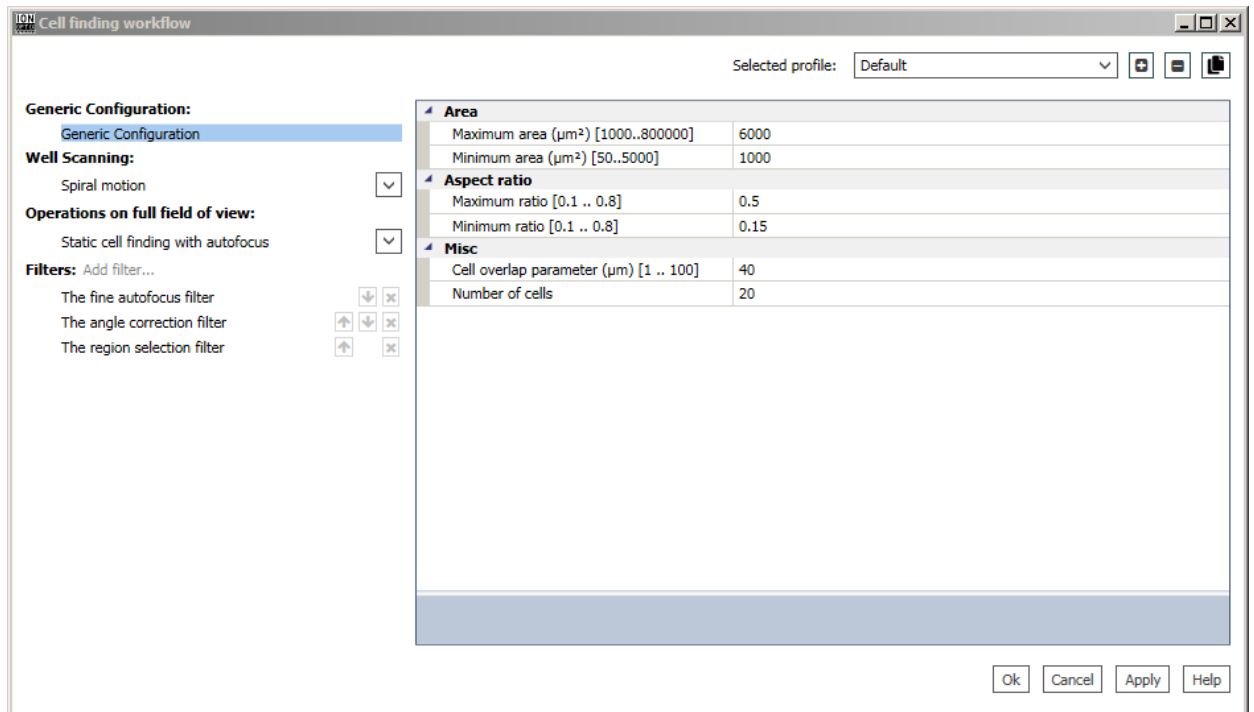 ION
Cell finding workflow
Selected profile: Default
Generic Configuration:
Generic Configuration
Well Scanning:
Spiral motion
Operations on full field of view:
Static cell finding with autofocus
Filters: Add filter...
The fine autofocus filter
The angle correction filter
The region selection filter
Area
Maximum area (µm²) [1000..800000] 6000
Minimum area (µm²) [50..5000] 1000
Aspect ratio
Maximum ratio [0.1 .. 0.8] 0.5
Minimum ratio [0.1 .. 0.8] 0.15
Misc
Cell overlap parameter (µm) [1 .. 100] 40
Number of cells 20
Ok Cancel Apply Help